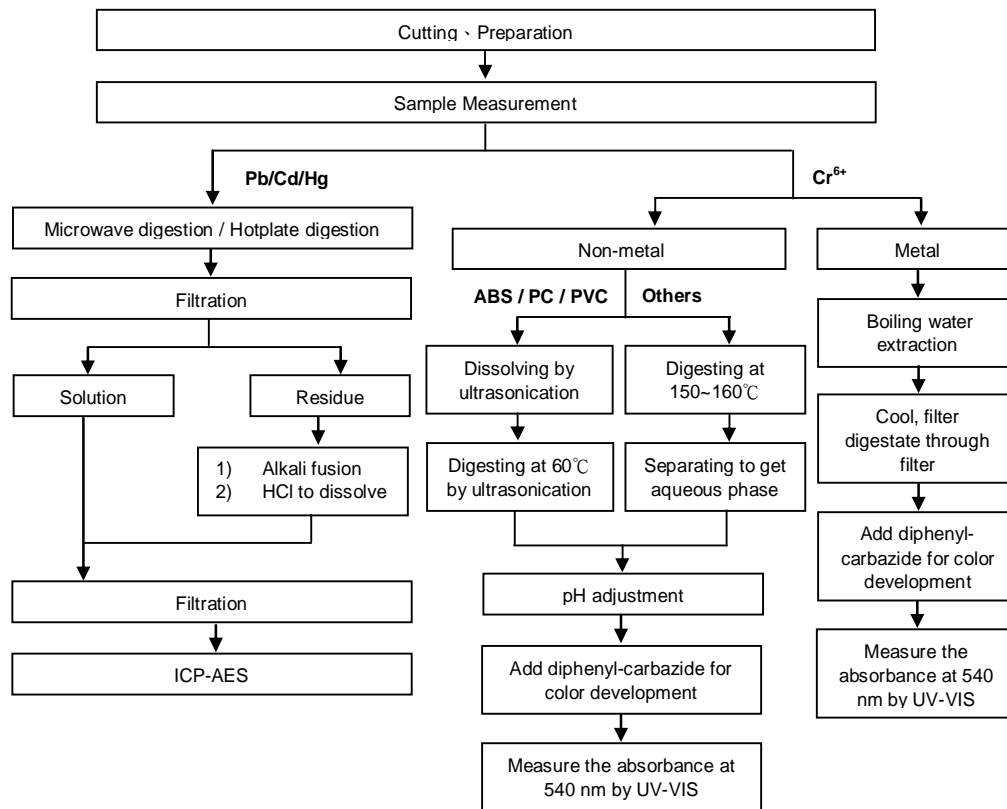 Cutting、Preparation
Sample Measurement
Pb/Cd/Hg
Cr⁶⁺
Microwave digestion / Hotplate digestion
Non-metal
Metal
Filtration
ABS / PC / PVC
Others
Boiling water
extraction
Solution
Residue
Dissolving by
ultrasonication
Digesting at
150~160℃
Cool, filter
digestate through
filter
1) Alkali fusion
2) HCl to dissolve
Digesting at 60℃
by ultrasonication
Separating to get
aqueous phase
Add diphenyl-
carbazide for color
development
Filtration
pH adjustment
ICP-AES
Add diphenyl-carbazide for
color development
Measure the
absorbance at 540
nm by UV-VIS
Measure the absorbance at
540 nm by UV-VIS